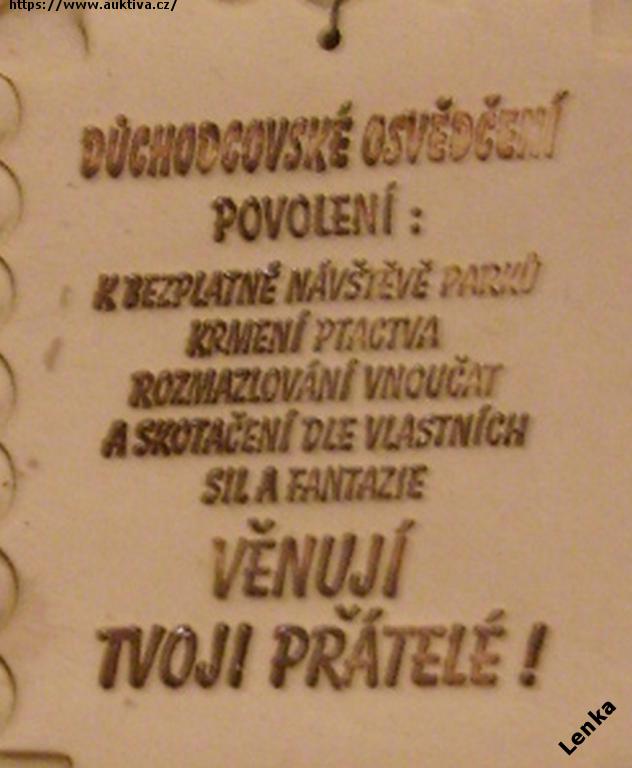 https://www.auktiva.cz/
DŮCHODCOVSKÉ OSVĚDČENÍ
POVOLENÍ :
K BEZPLATNÉ NÁVŠTĚVĚ PARKŮ
KRMENÍ PTACTVA
ROZMAZLOVÁNÍ VNOUČAT
A SKOTAČENÍ DLE VLASTNÍCH
SIL A FANTAZIE
VĚNUJÍ
TVOJI PŘÁTELÉ !
Lenka